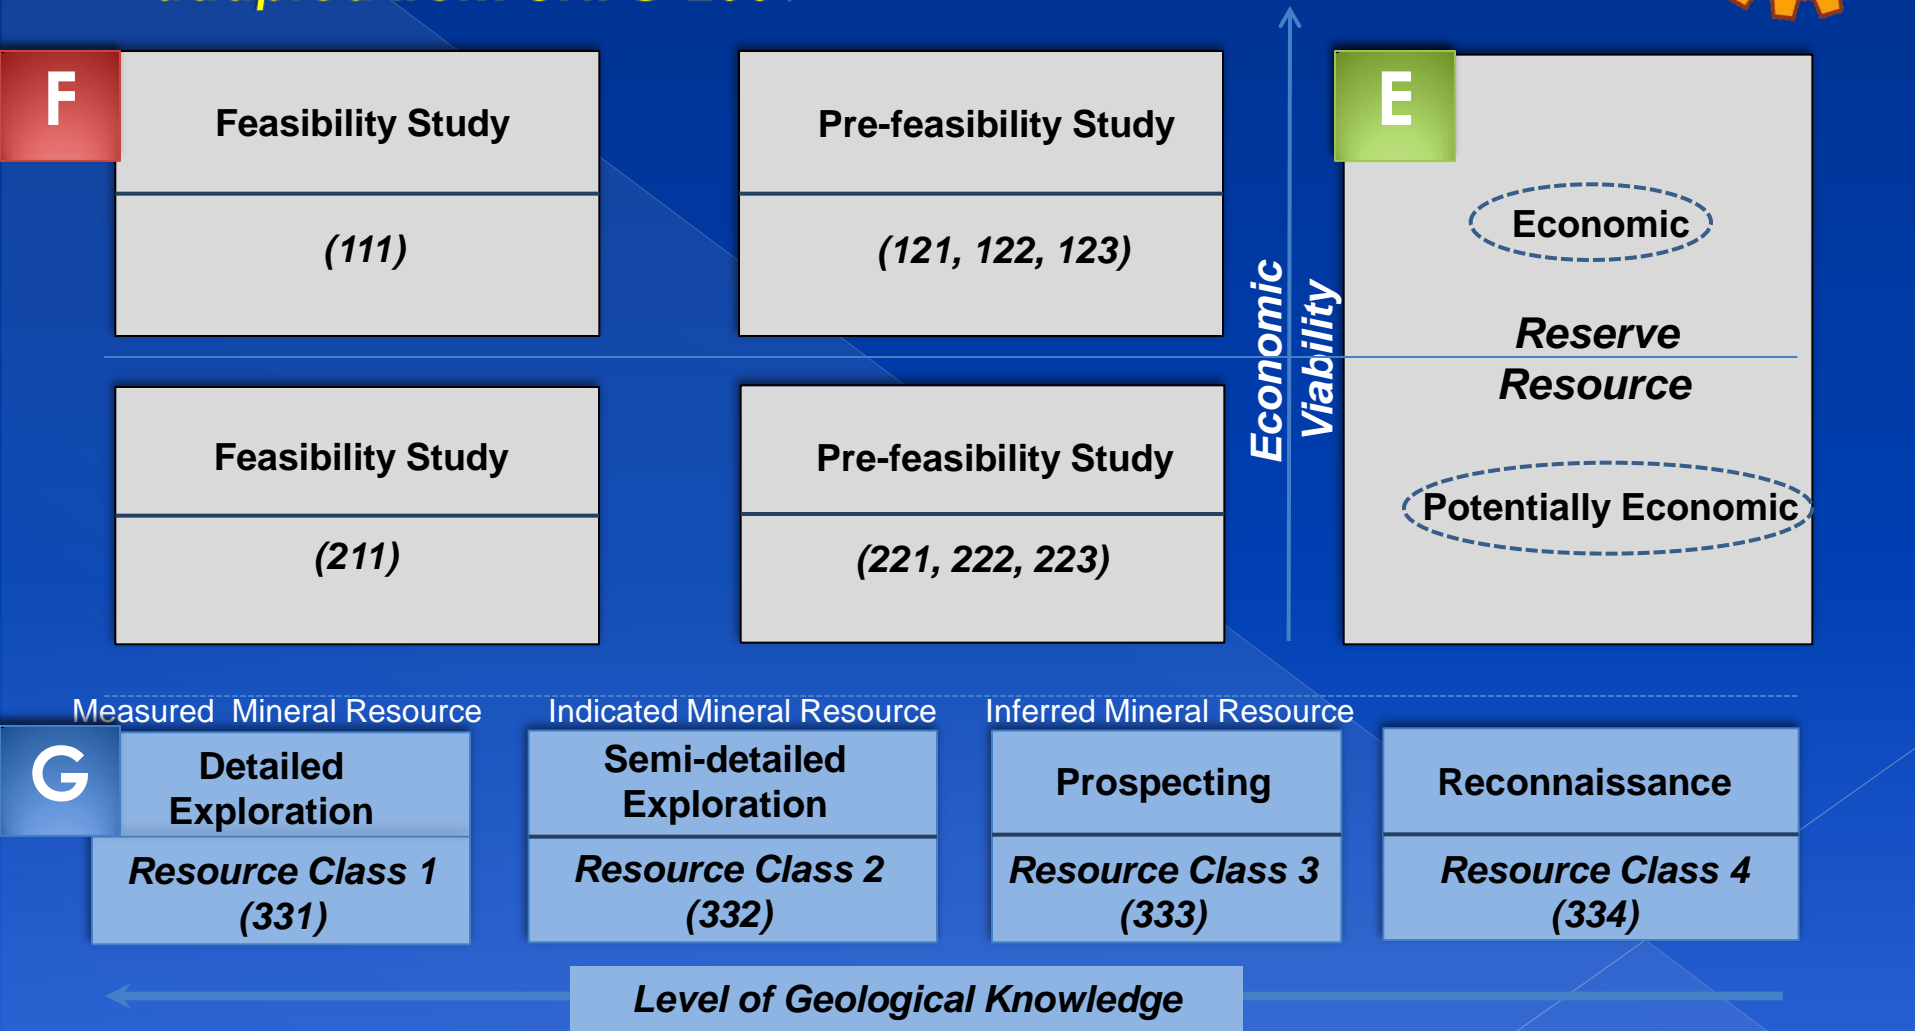 F
Feasibility Study
(111)
Pre-feasibility Study
(121, 122, 123)
Economic
Viability
E
Economic
Reserve
Resource
Potentially Economic
Feasibility Study
(211)
Pre-feasibility Study
(221, 222, 223)
Measured Mineral Resource
Indicated Mineral Resource
Inferred Mineral Resource
G
Detailed
Exploration
Resource Class 1
(331)
Semi-detailed
Exploration
Resource Class 2
(332)
Prospecting
Resource Class 3
(333)
Reconnaissance
Resource Class 4
(334)
Level of Geological Knowledge